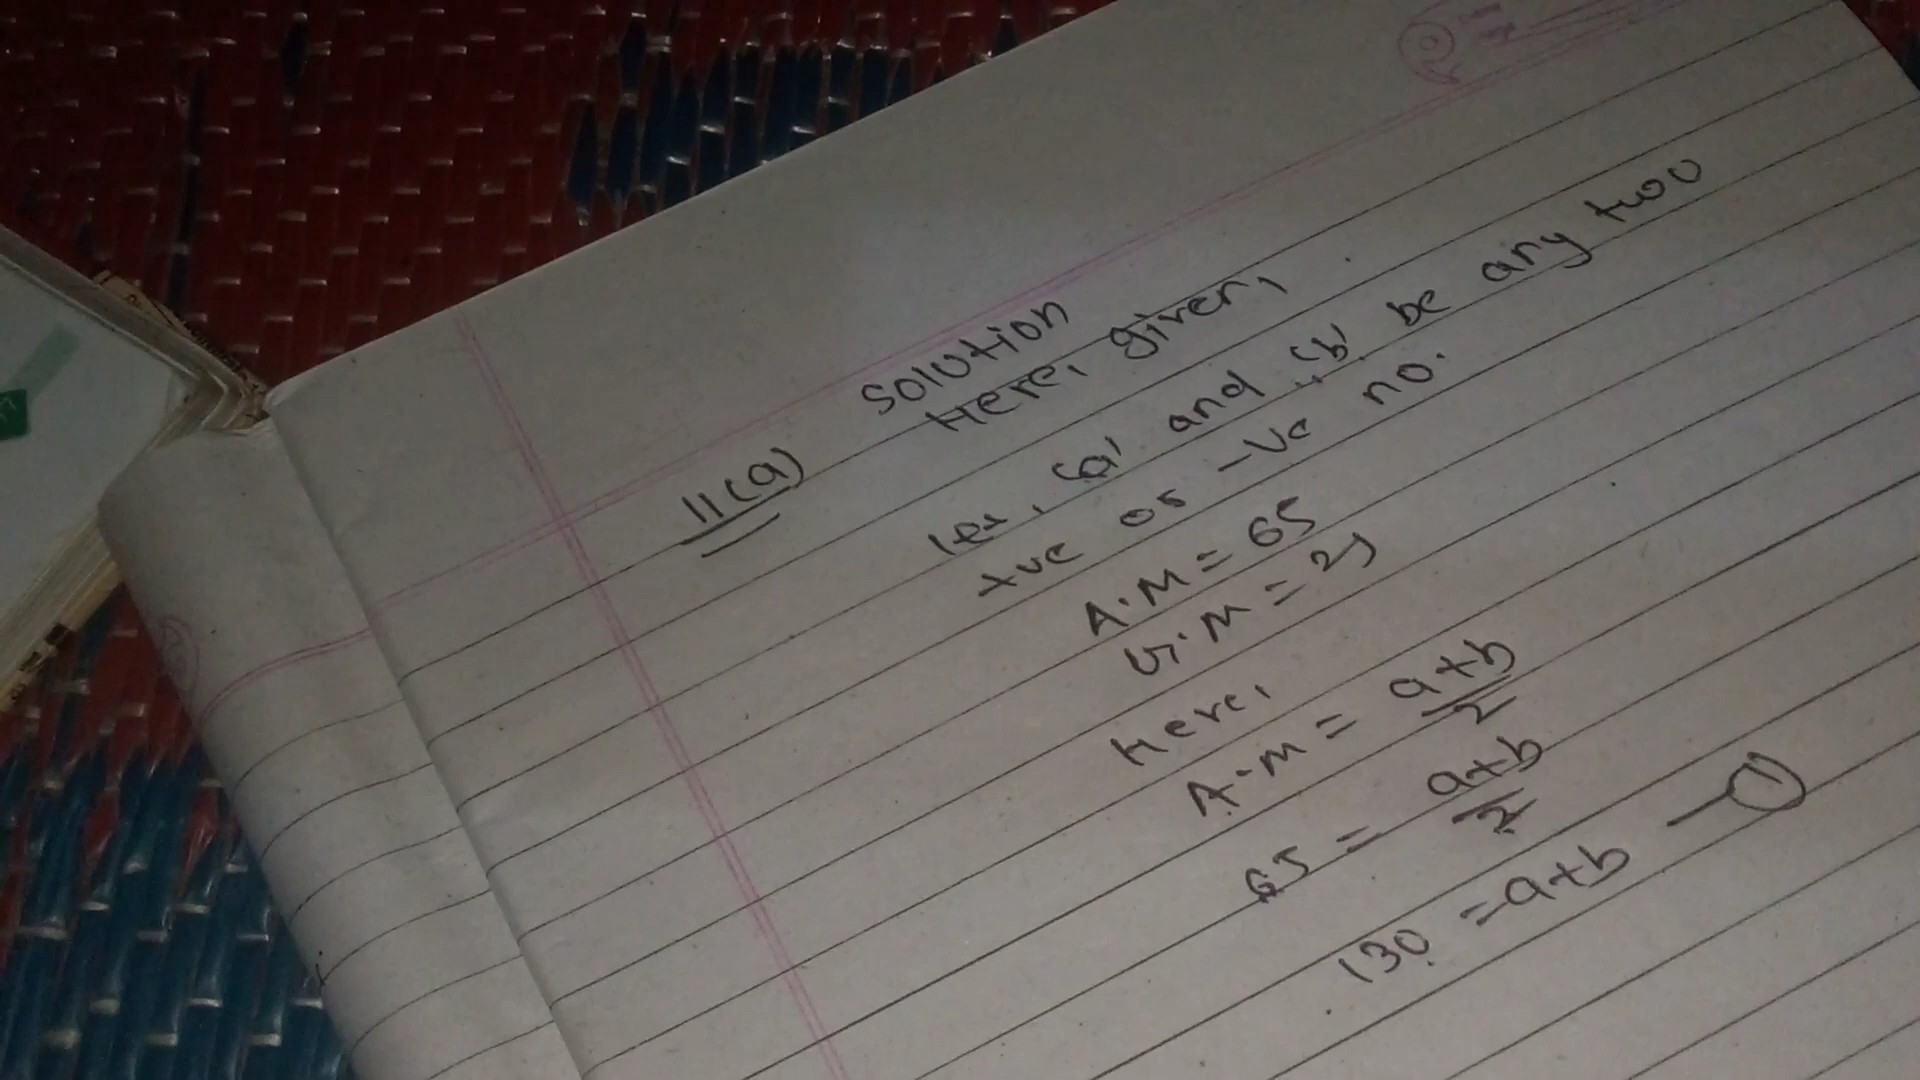 11(a) Solution
Here, given,
let, 'a' and 'b' be any two
+ve or -ve no.
A.M = 65
G.M = 25
Here,
A.M = a+b/2
65 = a+b/2
130 = a+b —①